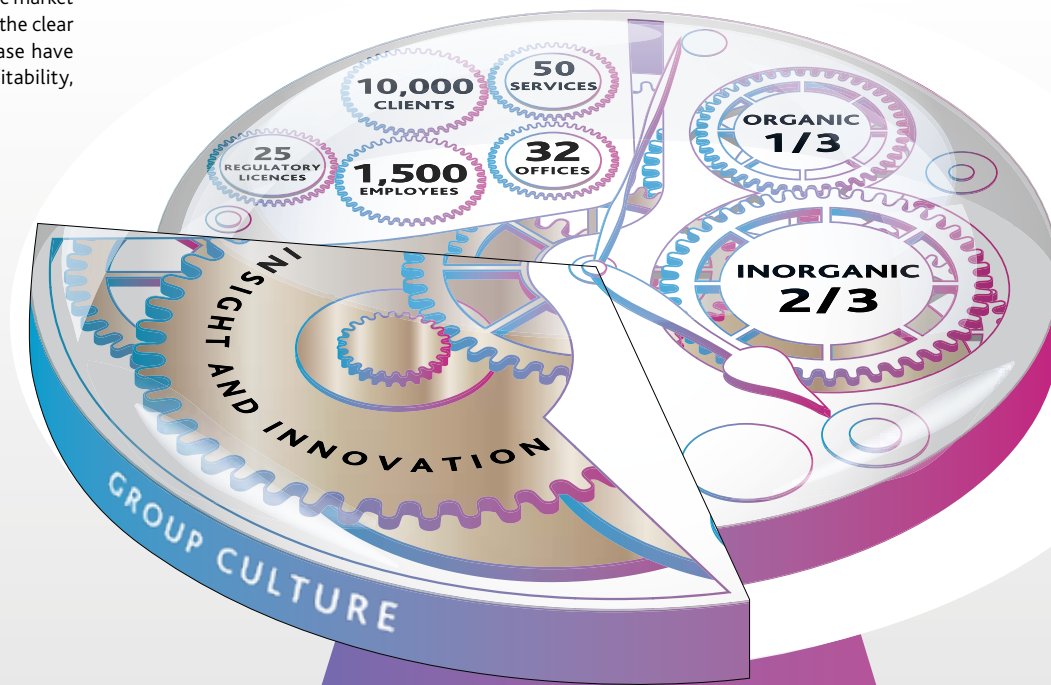 the clear
ase have
itability,
10,000
CLIENTS
50
SERVICES
25
REGULATORY
LICENCES
1,500
EMPLOYEES
32
OFFICES
ORGANIC
1/3
INORGANIC
2/3
INSIGHT AND INNOVATION
GROUP CULTURE